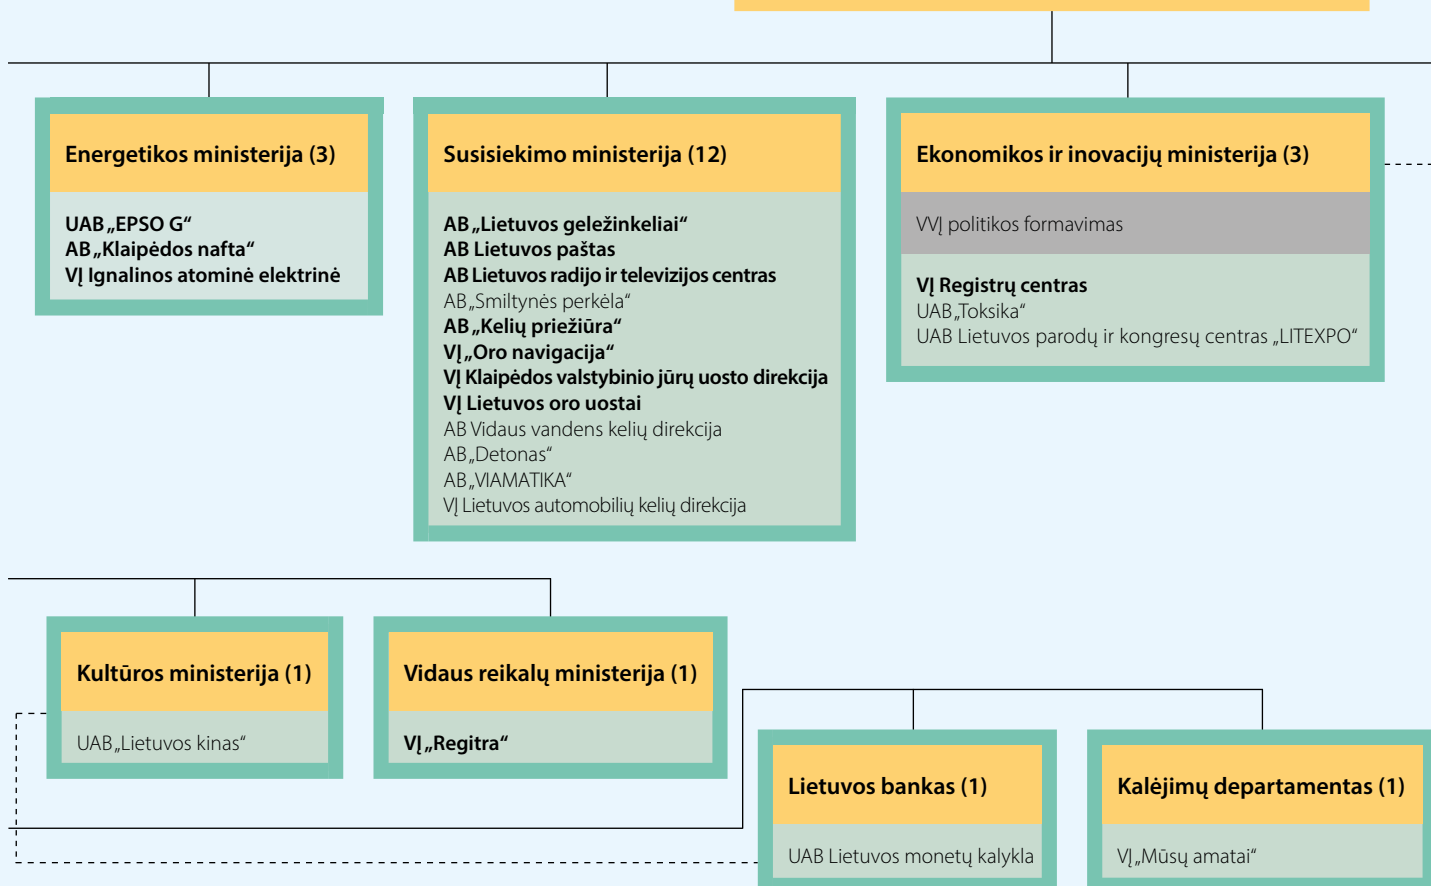 Energetikos ministerija (3)
UAB „EPSO G“
AB „Klaipėdos nafta“
VĮ Ignalinos atominė elektrinė
Susisiekimo ministerija (12)
AB „Lietuvos geležinkeliai“
AB Lietuvos paštas
AB Lietuvos radijo ir televizijos centras
AB „Smiltynės perkėla“
AB „Kelių priežiūra“
VĮ „Oro navigacija“
VĮ Klaipėdos valstybinio jūrų uosto direkcija
VĮ Lietuvos oro uostai
AB Vidaus vandens kelių direkcija
AB „Detonas“
AB „VIAMATIKA“
VĮ Lietuvos automobilių kelių direkcija
Ekonomikos ir inovacijų ministerija (3)
VVĮ politikos formavimas
VĮ Registrų centras
UAB „Toksika“
UAB Lietuvos parodų ir kongresų centras „LITEXPO“
Kultūros ministerija (1)
UAB „Lietuvos kinas“
Vidaus reikalų ministerija (1)
VĮ „Regitra“
Lietuvos bankas (1)
UAB Lietuvos monetų kalykla
Kalėjimų departamentas (1)
VĮ „Mūsų amatai“